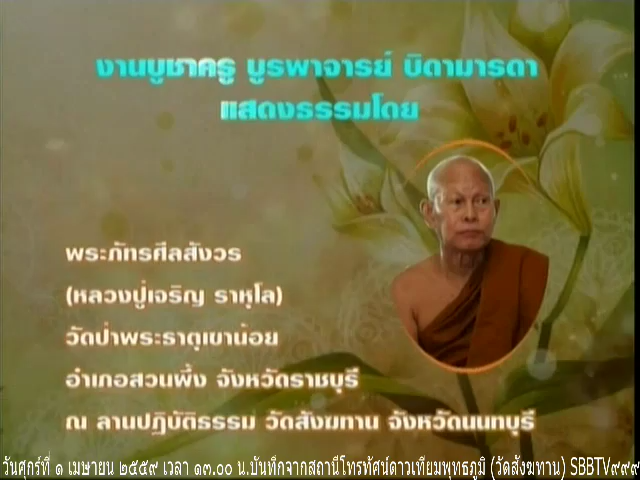 งานบูชาครู บูรพาจารย์ บิดามารดา
แสดงธรรมโดย
พระภัทรศีลสังวร
(หลวงปู่เจริญ ราหุโล)
วัดป่าพระธาตุเขาน้อย
อำเภอสวนผึ้ง จังหวัดราชบุรี
ณ ลานปฏิบัติธรรม วัดสังฆทาน จังหวัดนนทบุรี
วันศุกร์ที่ ๑ เมษายน ๒๕๕๙ เวลา ๑๓.๐๐ น.บันทึกจากสถานีโทรทัศน์ดาวเทียมพุทธภูมิ (วัดสังฆทาน) SBBTV๙๙๙